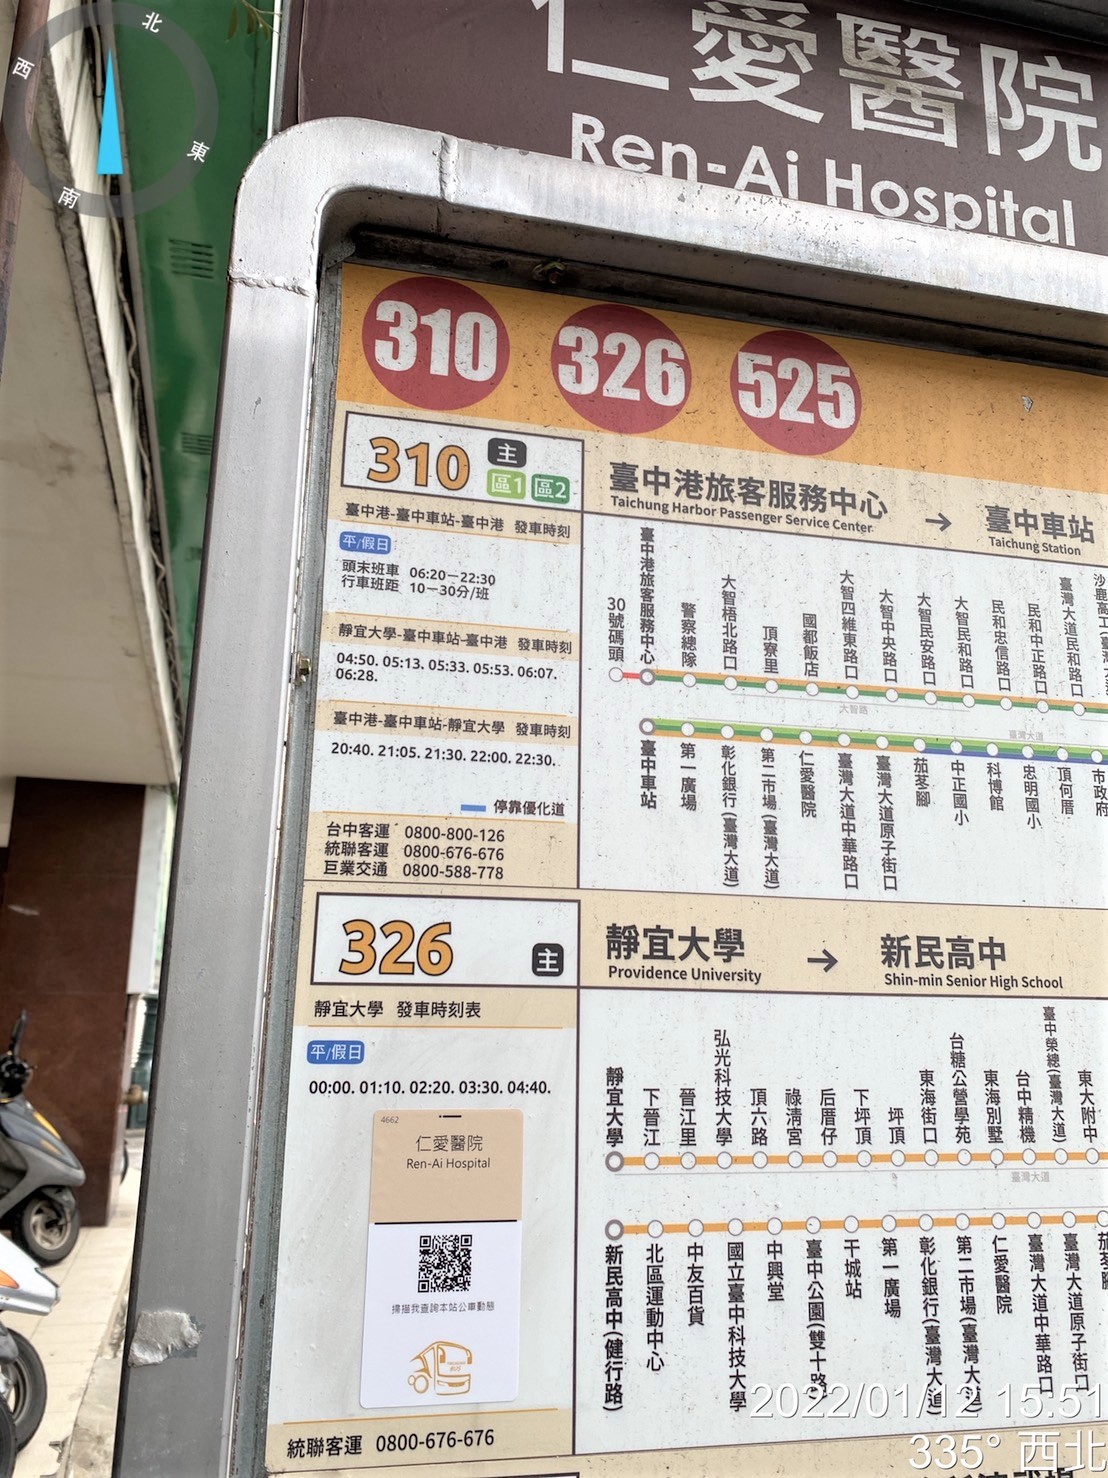 北
西
東
南
仁愛醫院
Ren-Ai Hospital
310
326
525
310
主
區1
區2
臺中港旅客服務中心
Taichung Harbor Passenger Service Center
→
臺中車站
Taichung Station
臺中港-臺中車站-臺中港 發車時刻
平/假日
頭末班車 06:20－22:30
行車班距 10－30分/班
靜宜大學-臺中車站-臺中港 發車時刻
04:50. 05:13. 05:33. 05:53. 06:07.
06:28.
臺中港-臺中車站-靜宜大學 發車時刻
20:40. 21:05. 21:30. 22:00. 22:30.
停靠優化道
台中客運 0800-800-126
統聯客運 0800-676-676
巨業交通 0800-588-778
30號碼頭
臺中港旅客服務中心
警察總隊
大智梧北路口
頂寮里
國都飯店
大智四維東路口
大智中央路口
大智民安路口
大智民和路口
民和忠信路口
民和中正路口
臺灣大道民和路口
大智路
臺灣大道
臺中車站
第一廣場
彰化銀行(臺灣大道)
第二市場(臺灣大道)
仁愛醫院
臺灣大道中華路口
臺灣大道原子街口
茄苳腳
中正國小
科博館
忠明國小
頂何厝
市政府
326
主
靜宜大學
Providence University
→
新民高中
Shin-min Senior High School
靜宜大學 發車時刻表
平/假日
00:00. 01:10. 02:20. 03:30. 04:40.
4662
仁愛醫院
Ren-Ai Hospital
掃描我查詢本站公車動態
統聯客運 0800-676-676
靜宜大學
下晉江
晉江里
弘光科技大學
頂六路
祿清宮
后厝仔
下坪頂
坪頂
東海街口
台糖公營學苑
東海別墅
台中精機
臺中榮總(臺灣大道)
東大附中
臺灣大道
新民高中(健行路)
北區運動中心
中友百貨
國立臺中科技大學
中興堂
臺中公園(雙十路)
干城站
第一廣場
彰化銀行(臺灣大道)
第二市場(臺灣大道)
仁愛醫院
臺灣大道中華路口
臺灣大道原子街口
2022/01/12 15:51
335° 西北